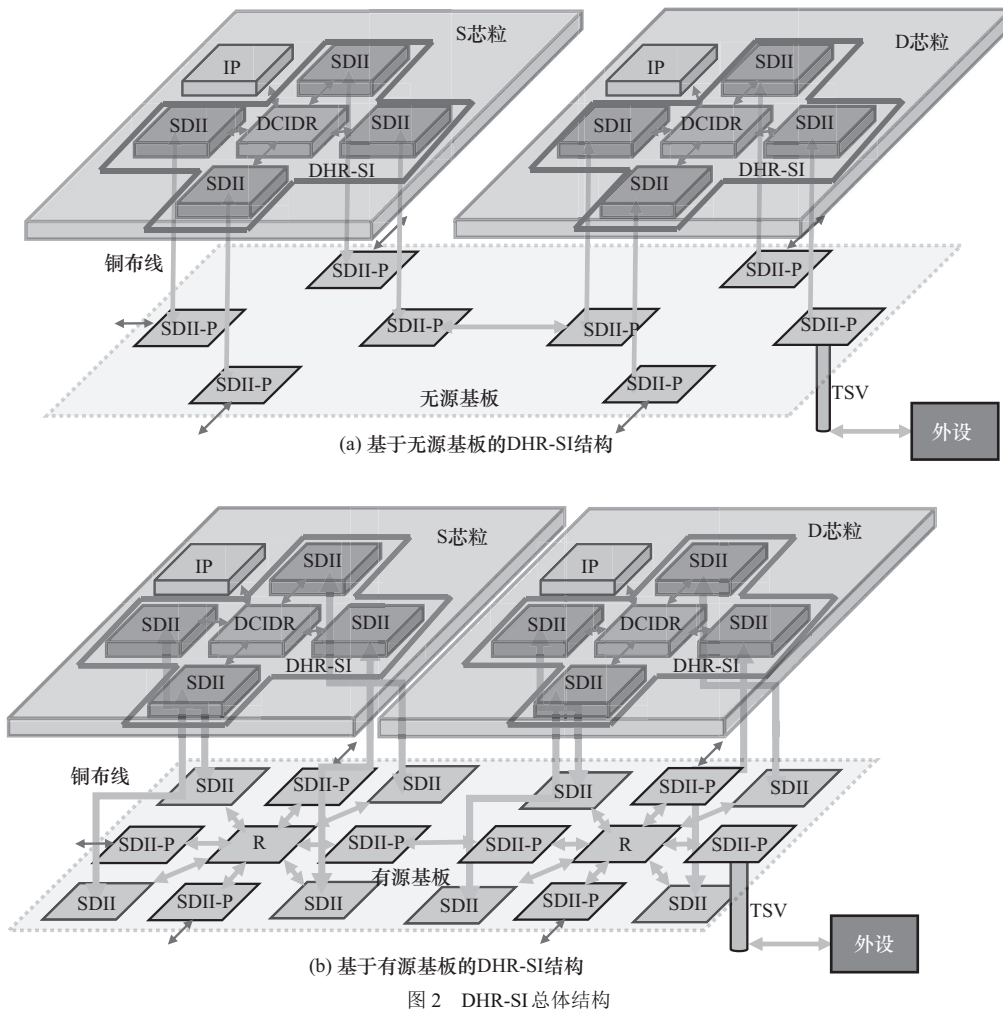 S芯粒
D芯粒
IP
SDII
IP
SDII
SDII
DCIDR
SDII
SDII
DCIDR
SDII
SDII
DHR-SI
SDII
DHR-SI
铜布线
SDII-P
SDII-P
SDII-P
SDII-P
SDII-P
SDII-P
SDII-P
SDII-P
无源基板
TSV
外设
(a) 基于无源基板的DHR-SI结构
S芯粒
D芯粒
IP
SDII
IP
SDII
SDII
DCIDR
SDII
SDII
DCIDR
SDII
SDII
DHR-SI
SDII
DHR-SI
铜布线
SDII
SDII-P
SDII
SDII
SDII-P
SDII
SDII-P
R
SDII-P
SDII-P
R
SDII-P
有源基板
SDII
SDII-P
SDII
SDII
SDII-P
SDII
TSV
外设
(b) 基于有源基板的DHR-SI结构
图 2 DHR-SI 总体结构